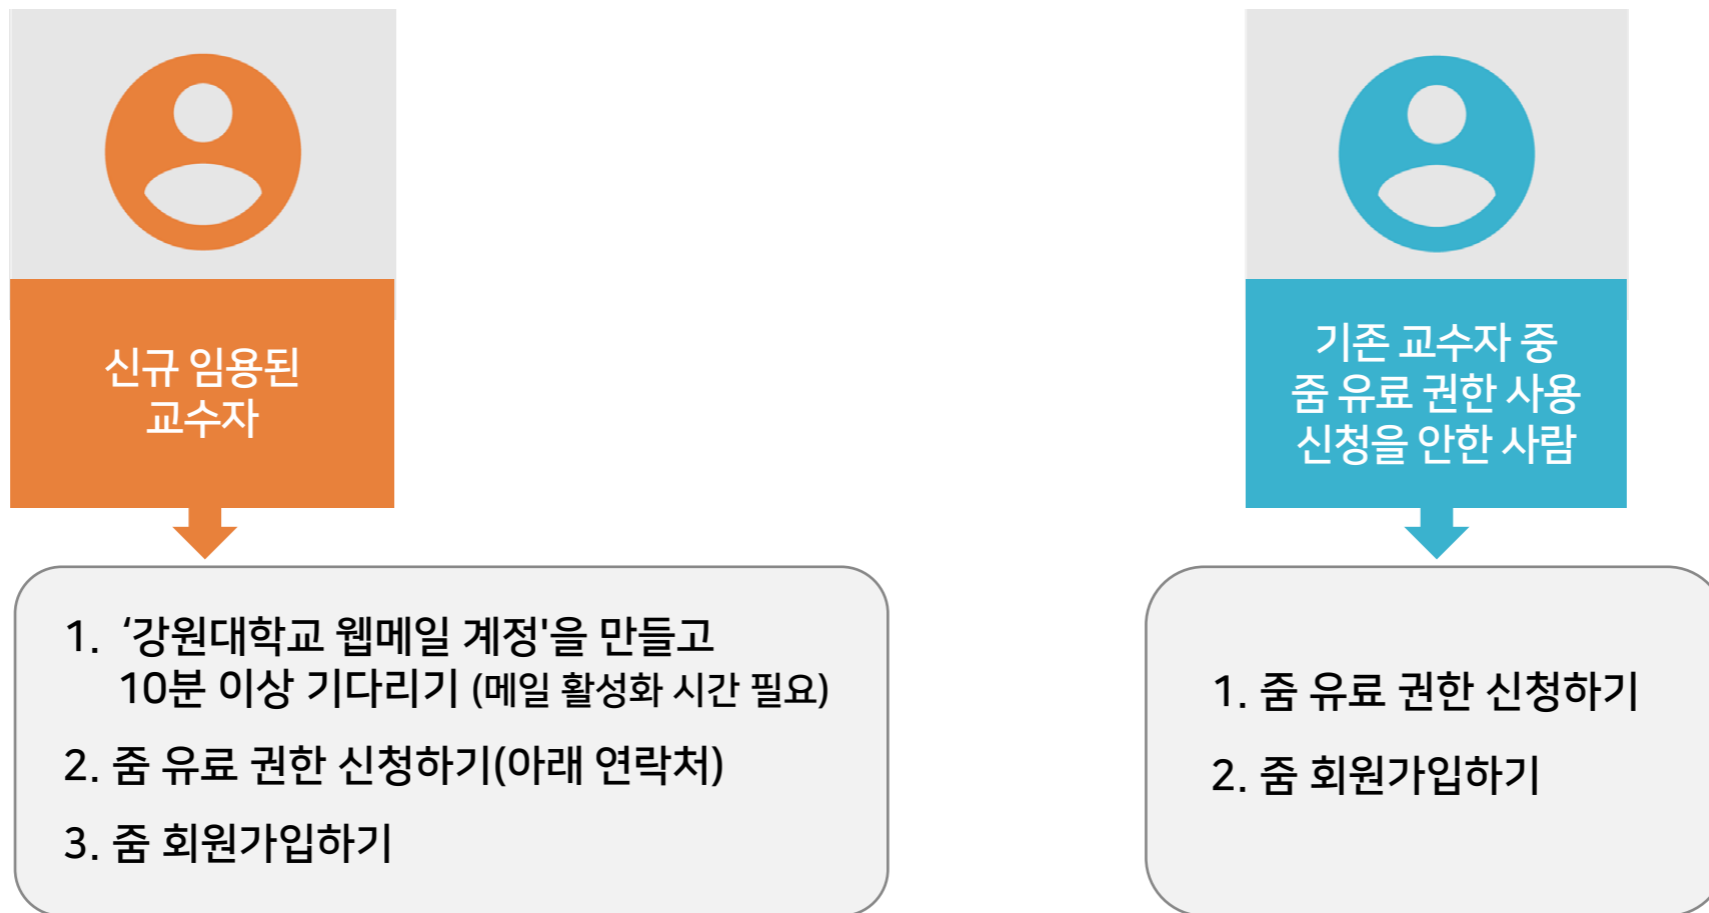 신규 임용된
교수자
1. ‘강원대학교 웹메일 계정'을 만들고
10분 이상 기다리기 (메일 활성화 시간 필요)
2. 줌 유료 권한 신청하기(아래 연락처)
3. 줌 회원가입하기
기존 교수자 중
줌 유료 권한 사용
신청을 안한 사람
1. 줌 유료 권한 신청하기
2. 줌 회원가입하기